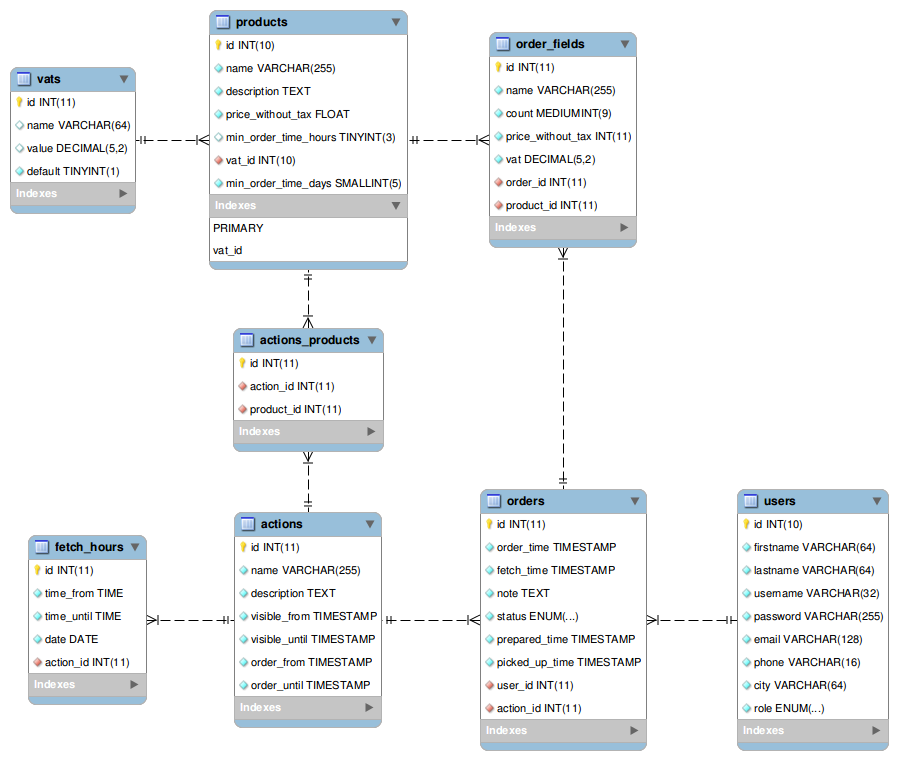 products
id INT(10)
name VARCHAR(255)
description TEXT
price_without_tax FLOAT
min_order_time_hours TINYINT(3)
vat_id INT(10)
min_order_time_days SMALLINT(5)
Indexes
PRIMARY
vat_id
order_fields
id INT(11)
name VARCHAR(255)
count MEDIUMINT(9)
price_without_tax INT(11)
vat DECIMAL(5,2)
order_id INT(11)
product_id INT(11)
Indexes
vats
id INT(11)
name VARCHAR(64)
value DECIMAL(5,2)
default TINYINT(1)
Indexes
actions_products
id INT(11)
action_id INT(11)
product_id INT(11)
Indexes
fetch_hours
id INT(11)
time_from TIME
time_until TIME
date DATE
action_id INT(11)
Indexes
actions
id INT(11)
name VARCHAR(255)
description TEXT
visible_from TIMESTAMP
visible_until TIMESTAMP
order_from TIMESTAMP
order_until TIMESTAMP
Indexes
orders
id INT(11)
order_time TIMESTAMP
fetch_time TIMESTAMP
note TEXT
status ENUM(...)
prepared_time TIMESTAMP
picked_up_time TIMESTAMP
user_id INT(11)
action_id INT(11)
Indexes
users
id INT(10)
firstname VARCHAR(64)
lastname VARCHAR(64)
username VARCHAR(32)
password VARCHAR(255)
email VARCHAR(128)
phone VARCHAR(16)
city VARCHAR(64)
role ENUM(...)
Indexes